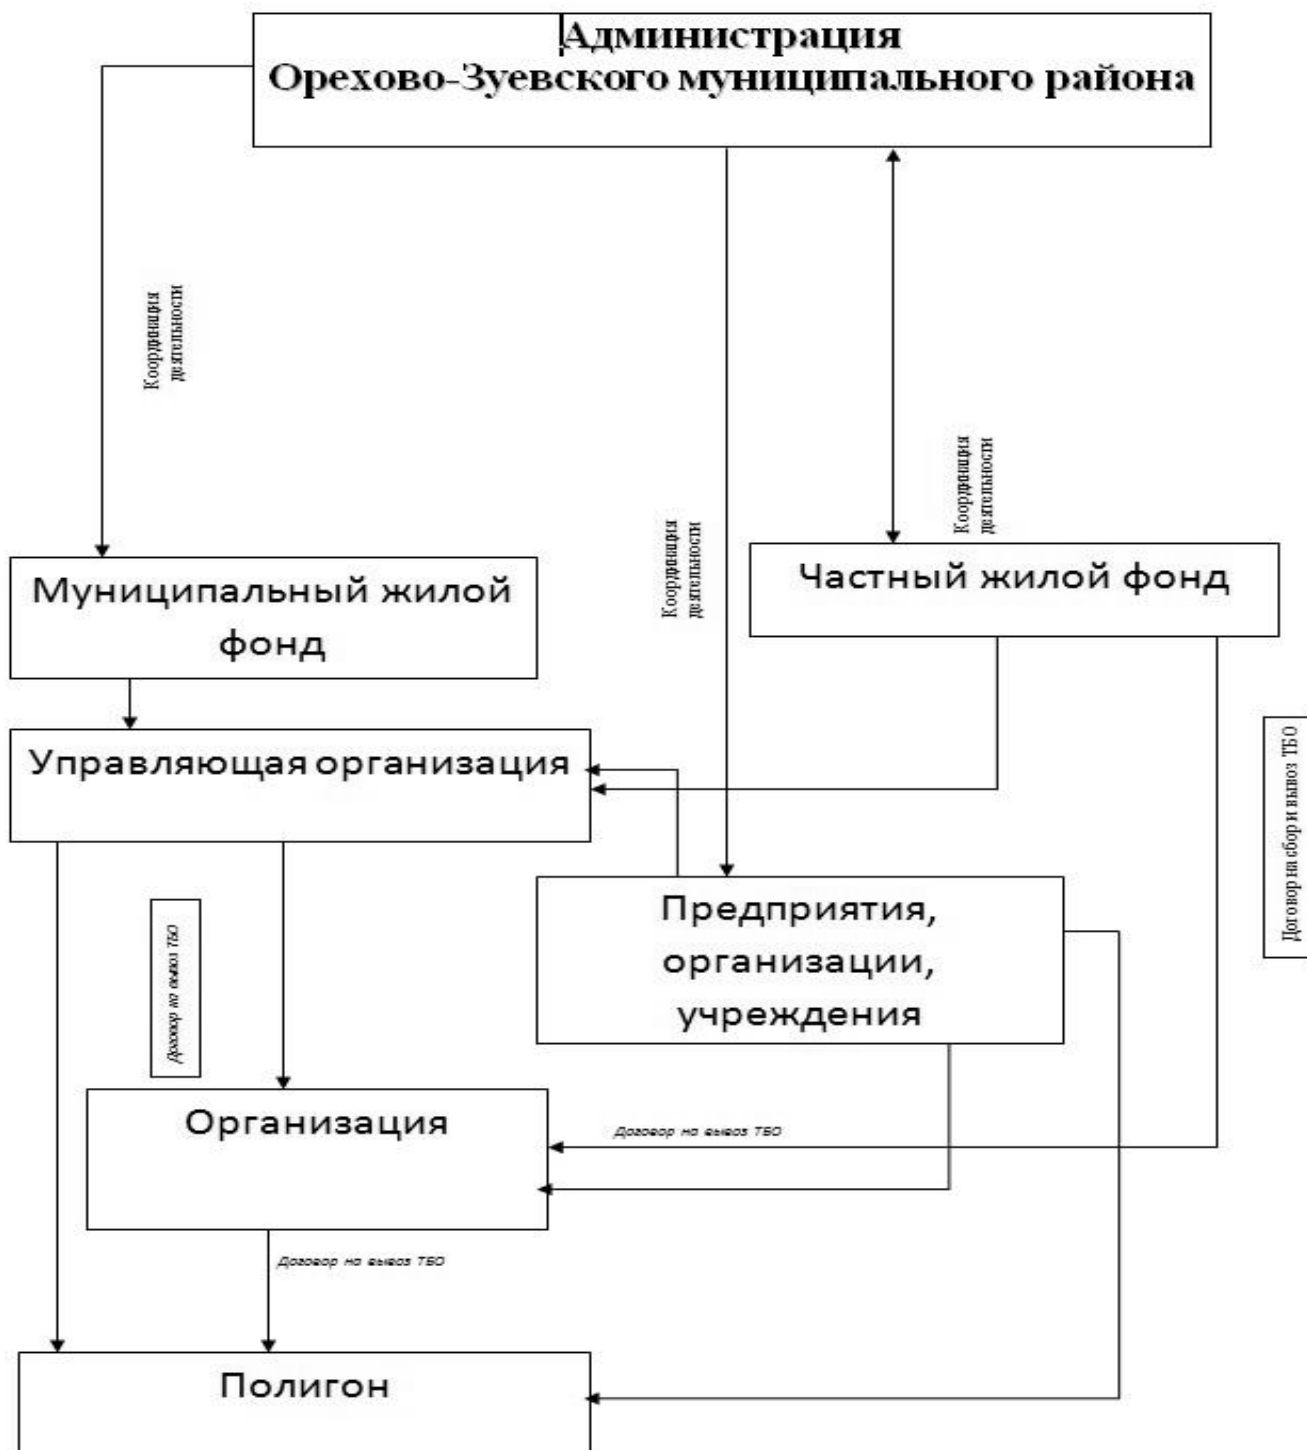 Администрация
Орехово-Зуевского муниципального района
Координация
деятельности
Координация
деятельности
Координация
деятельности
Муниципальный жилой
фонд
Частный жилой фонд
Управляющая организация
Договор на сбор и вывоз ТБО
Предприятия,
организации,
учреждения
Договор на вывоз ТБО
Организация
Договор на вывоз ТБО
Договор на вывоз ТБО
Полигон